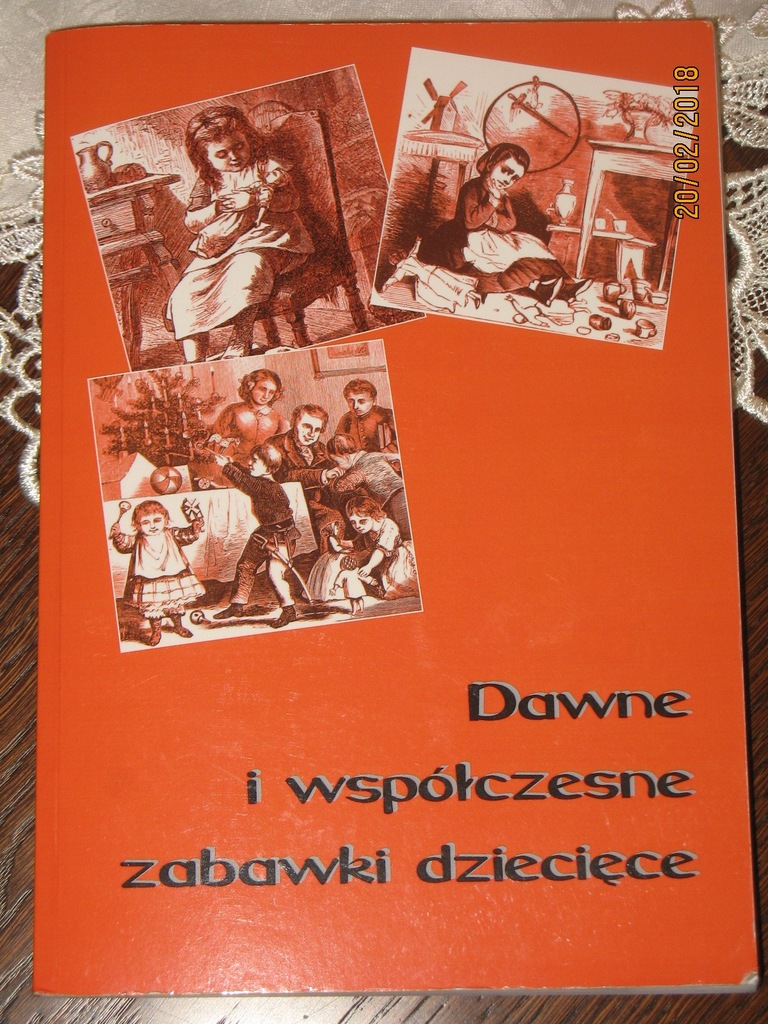 20/02/2018
Dawne
i współczesne
zabawki dziecięce